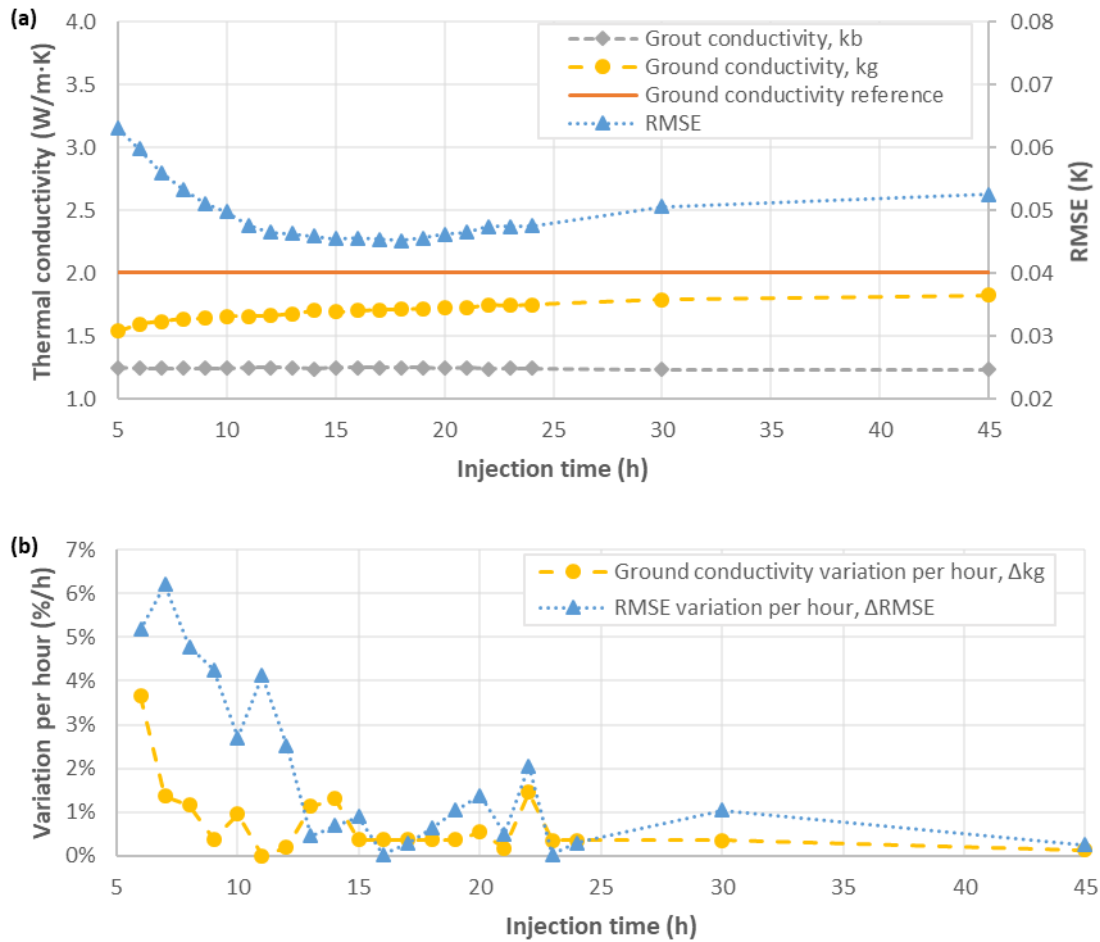 (a)
4.0
3.5
3.0
2.5
2.0
1.5
1.0
Thermal conductivity (W/m·K)
0.08
0.07
0.06
0.05
0.04
0.03
0.02
RMSE (K)
Grout conductivity, kb
Ground conductivity, kg
Ground conductivity reference
RMSE
5 10 15 20 25 30 35 40 45
Injection time (h)
(b)
7%
6%
5%
4%
3%
2%
1%
0%
Variation per hour (%/h)
Ground conductivity variation per hour, Δkg
RMSE variation per hour, ΔRMSE
5 10 15 20 25 30 35 40 45
Injection time (h)